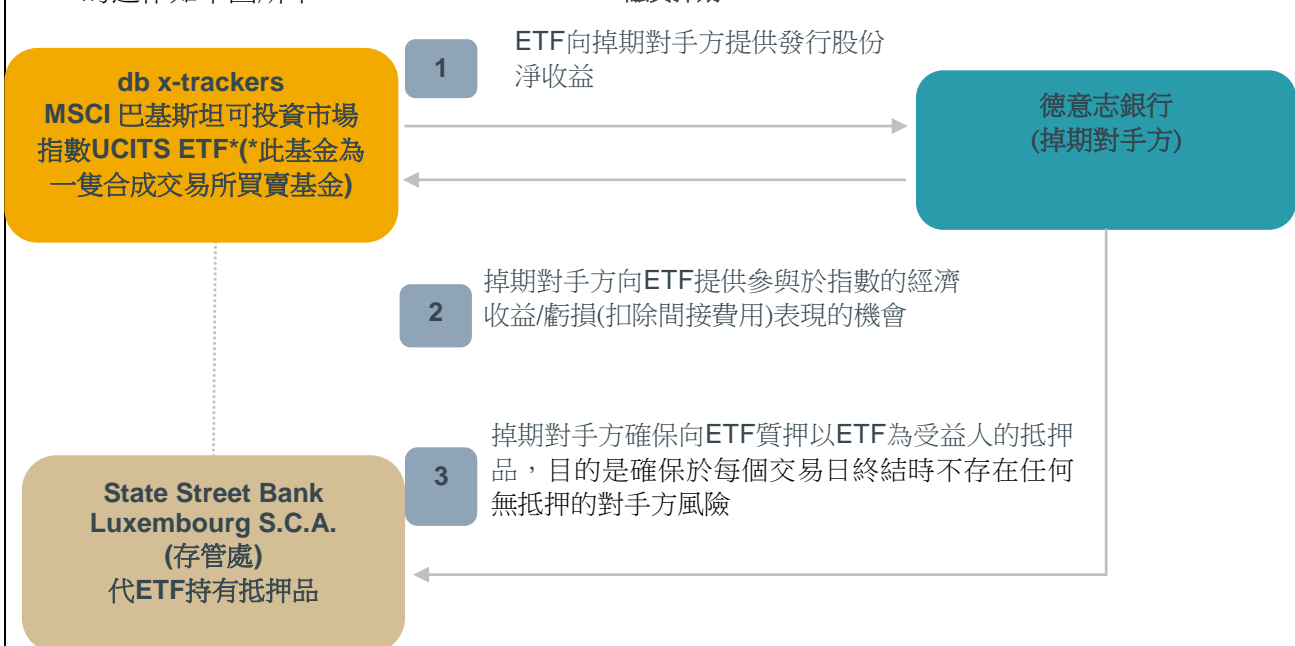 ETF向掉期對手方提供發行股份
淨收益
1
db x-trackers
MSCI 巴基斯坦可投資市場
指數UCITS ETF*(*此基金為
一隻合成交易所買賣基金)
德意志銀行
(掉期對手方)
2
掉期對手方向ETF提供參與於指數的經濟
收益/虧損(扣除間接費用)表現的機會
3
掉期對手方確保向ETF質押以ETF為受益人的抵押
品，目的是確保於每個交易日終結時不存在任何
無抵押的對手方風險
State Street Bank
Luxembourg S.C.A.
(存管處)
代ETF持有抵押品